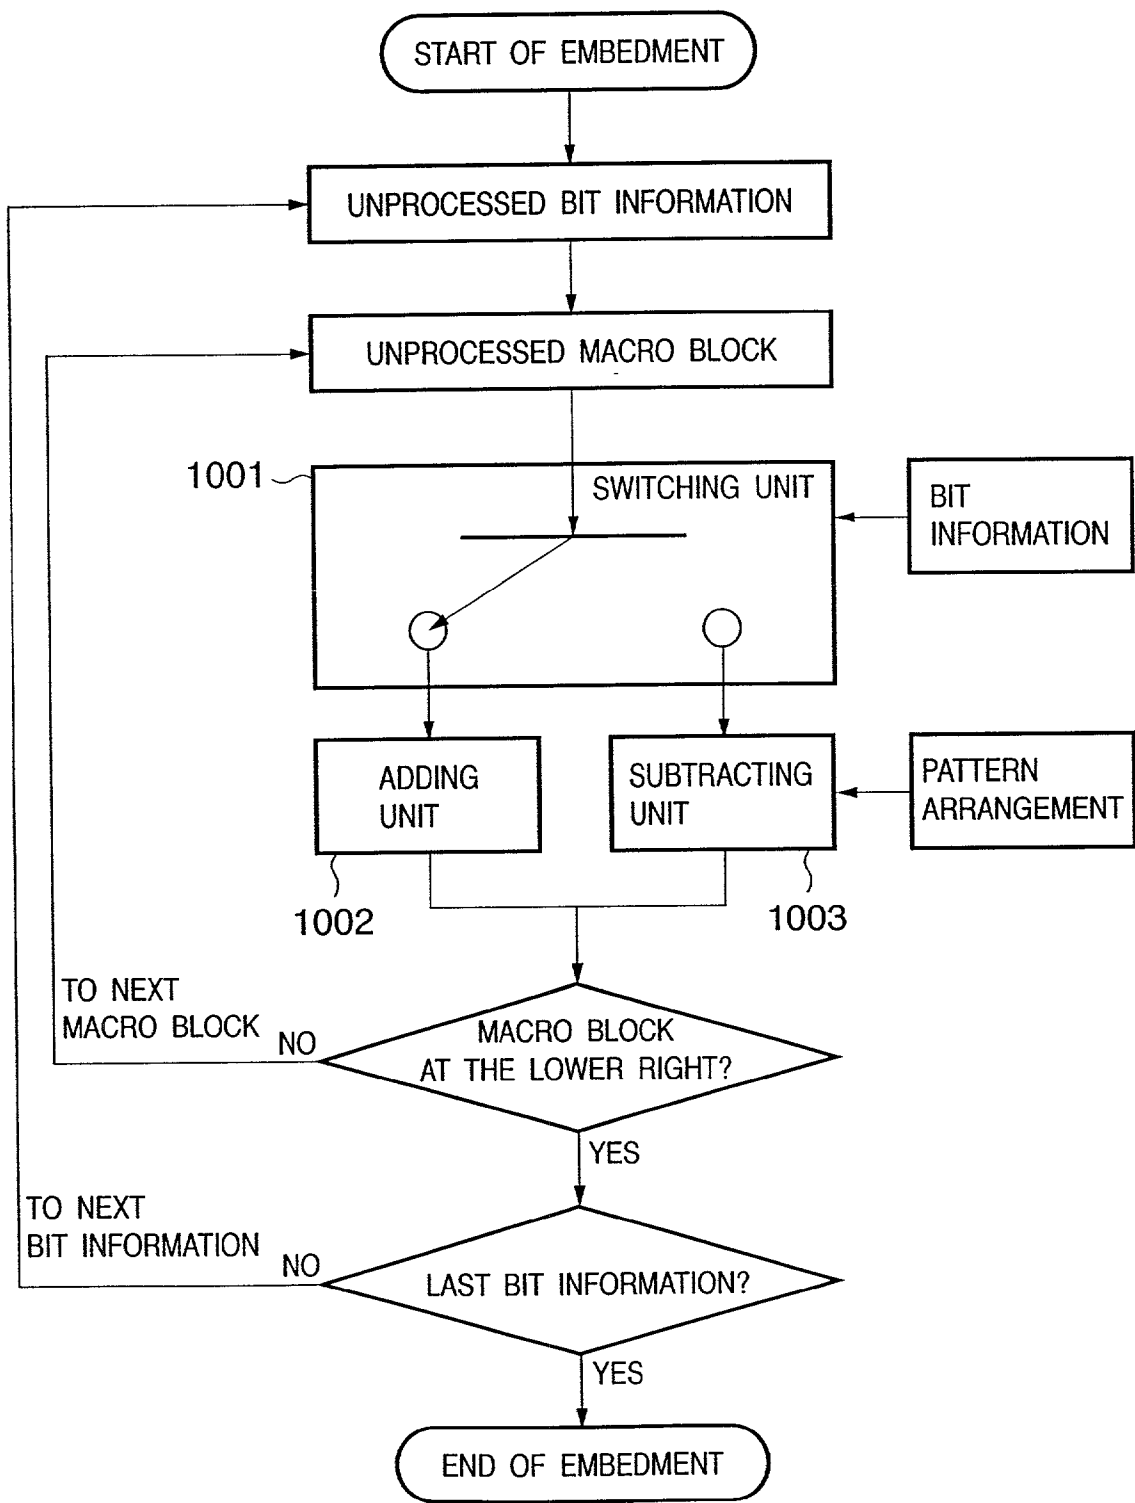 START OF EMBEDMENT
UNPROCESSED BIT INFORMATION
UNPROCESSED MACRO BLOCK
1001
SWITCHING UNIT
BIT
INFORMATION
ADDING
UNIT
SUBTRACTING
UNIT
PATTERN
ARRANGEMENT
1002
1003
TO NEXT
MACRO BLOCK
NO
MACRO BLOCK
AT THE LOWER RIGHT?
YES
TO NEXT
BIT INFORMATION
NO
LAST BIT INFORMATION?
YES
END OF EMBEDMENT